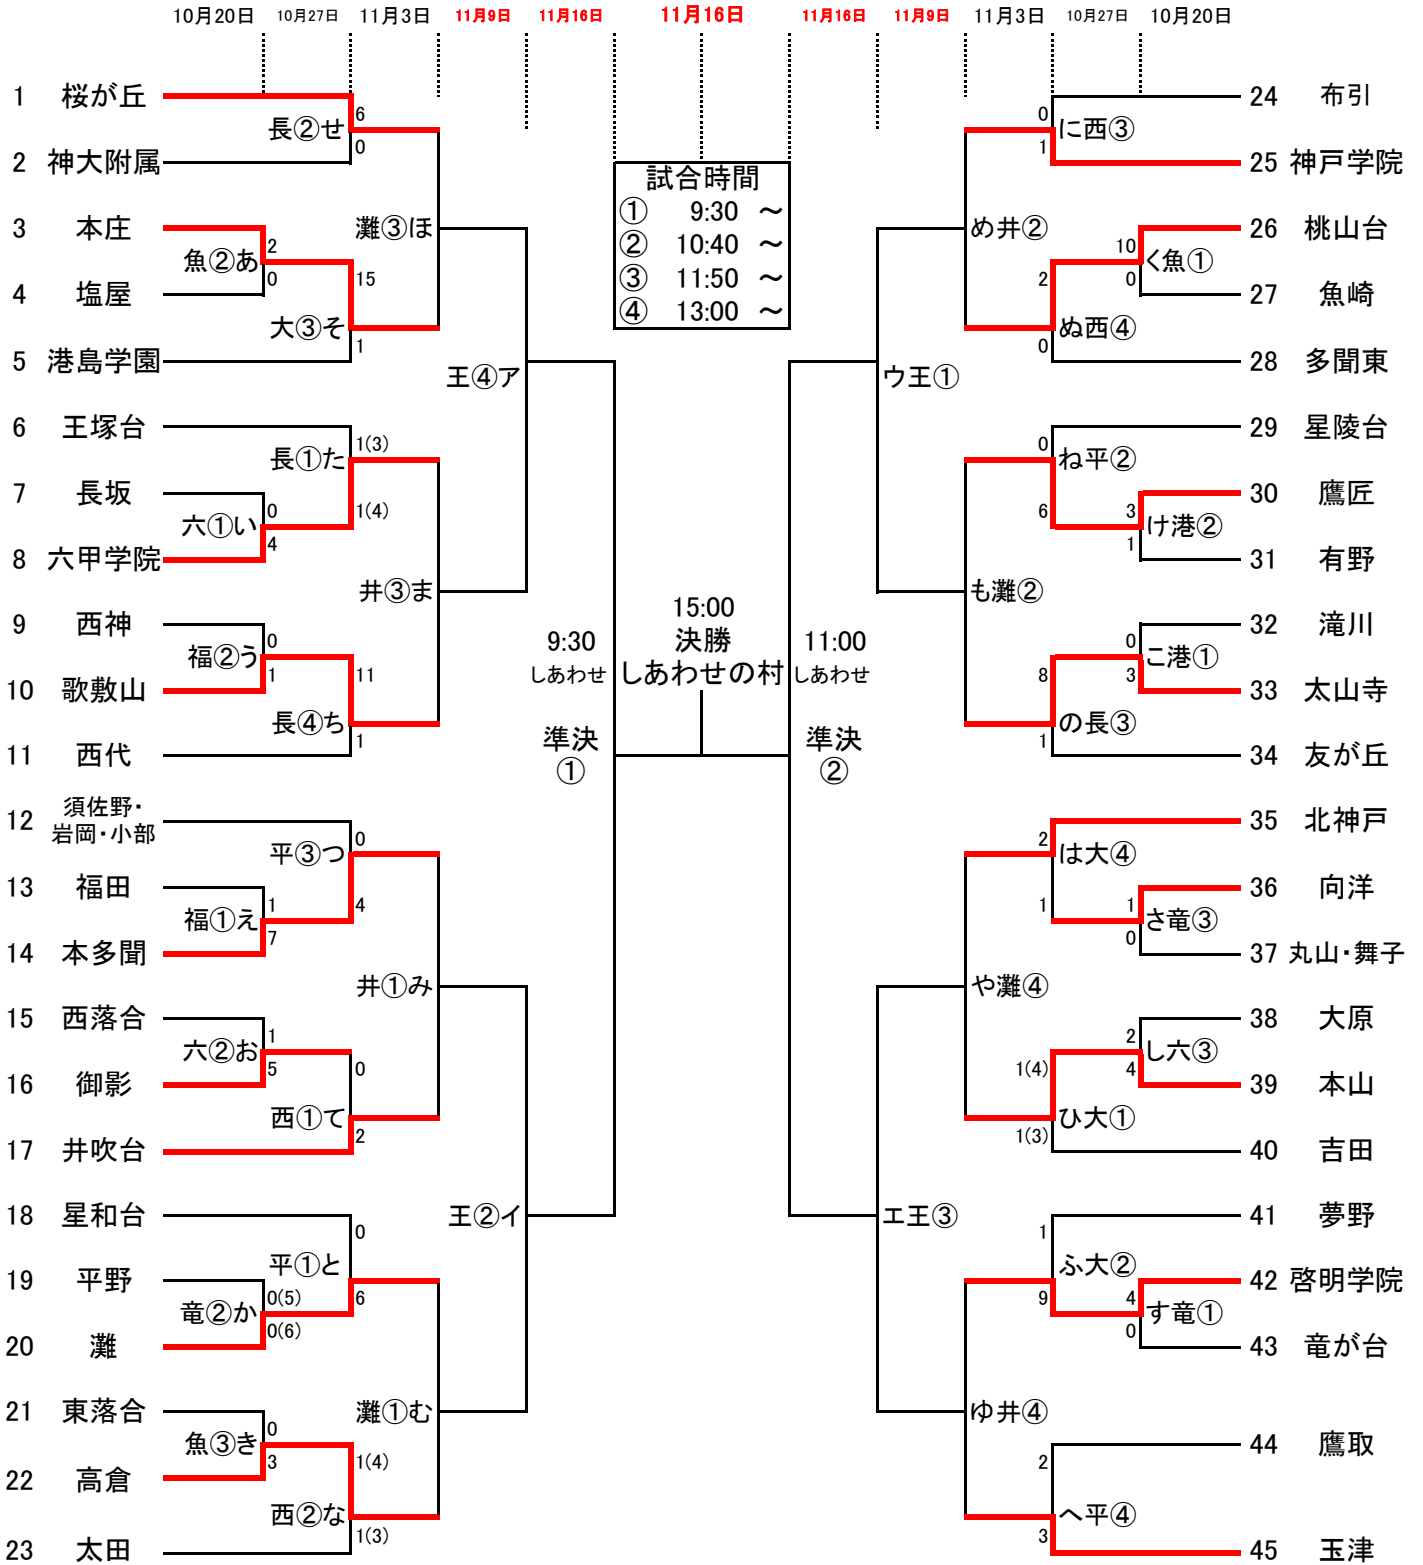 10月20日 10月27日 11月3日 11月9日 11月16日 11月16日 11月16日 11月9日 11月3日 10月27日 10月20日
1 桜が丘
6
長②せ
0
2 神大附属
3 本庄
灘③ほ
2
魚②あ
0
15
4 塩屋
大③そ
1
5 港島学園
王④ア
6 王塚台
1(3)
長①た
7 長坂
0
六①い
1(4)
4
8 六甲学院
井③ま
9 西神
0
福②う
1
11
10 歌敷山
長④ち
1
11 西代
12 須佐野・
岩岡・小部
0
平③つ
13 福田
1
福①え
4
7
14 本多聞
井①み
15 西落合
1
六②お
5
0
16 御影
西①て
2
17 井吹台
18 星和台
王②イ
0
平①と
19 平野
0(5)
竜②か
6
0(6)
20 灘
21 東落合
灘①む
0
魚③き
3
1(4)
22 高倉
西②な
1(3)
23 太田
試合時間
① 9:30 ～
② 10:40 ～
③ 11:50 ～
④ 13:00 ～
9:30
しあわせ
準決
①
15:00
決勝
しあわせの村
11:00
しあわせ
準決
②
24 布引
0
に西③
1
25 神戸学院
め井②
26 桃山台
10
く魚①
2
0
27 魚崎
ぬ西④
0
28 多聞東
ウ王①
29 星陵台
0
ね平②
30 鷹匠
6
3
け港②
1
31 有野
も灘②
32 滝川
0
こ港①
8
3
33 太山寺
の長③
1
34 友が丘
35 北神戸
2
は大④
36 向洋
1
1
さ竜③
0
37 丸山・舞子
や灘④
38 大原
2
し六③
1(4)
4
39 本山
ひ大①
1(3)
40 吉田
エ王③
41 夢野
1
ふ大②
42 啓明学院
9
4
す竜①
0
43 竜が台
ゆ井④
44 鷹取
2
へ平④
3
45 玉津